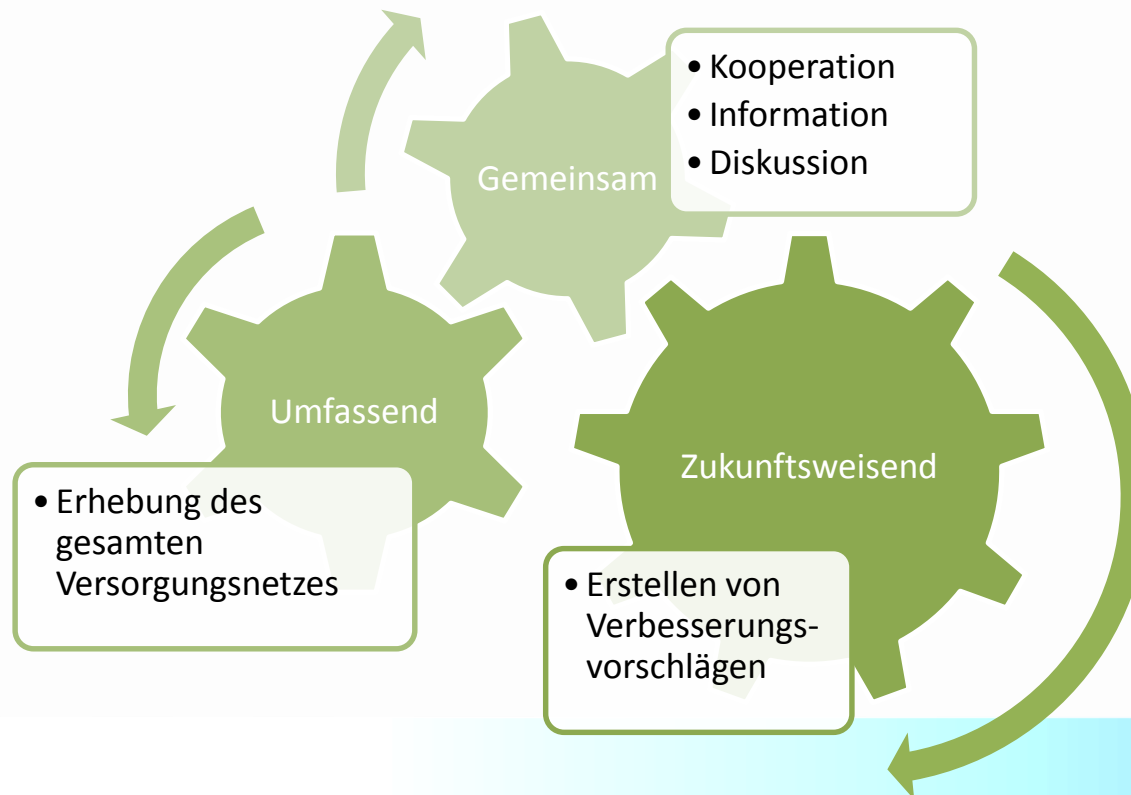 Gemeinsam
• Kooperation
• Information
• Diskussion
Umfassend
• Erhebung des
gesamten
Versorgungsnetzes
Zukunftsweisend
• Erstellen von
Verbesserungs-
vorschlägen